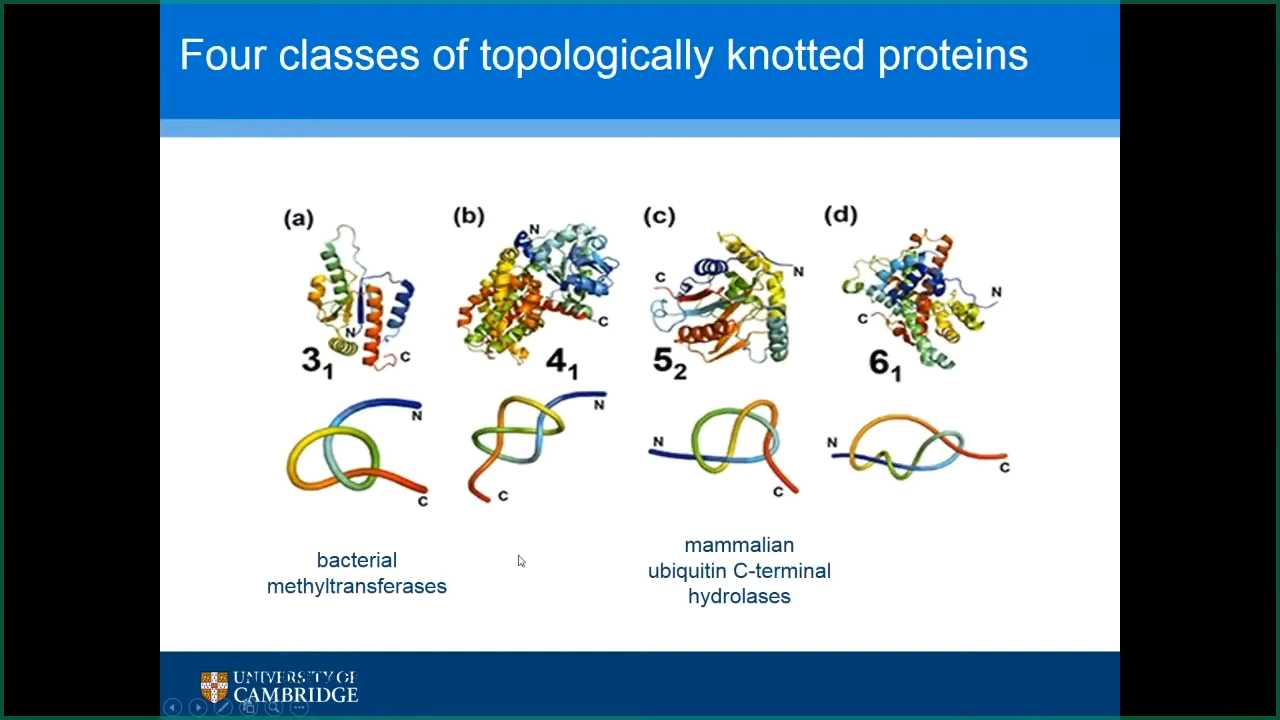 Four classes of topologically knotted proteins
(a)
(b)
(c)
(d)
N
N
C
N
N
C
C
N
C
3₁
4₁
5₂
6₁
N
C
N
C
N
C
N
C
bacterial
methyltransferases
mammalian
ubiquitin C-terminal
hydrolases
UNIVERSITY OF
CAMBRIDGE